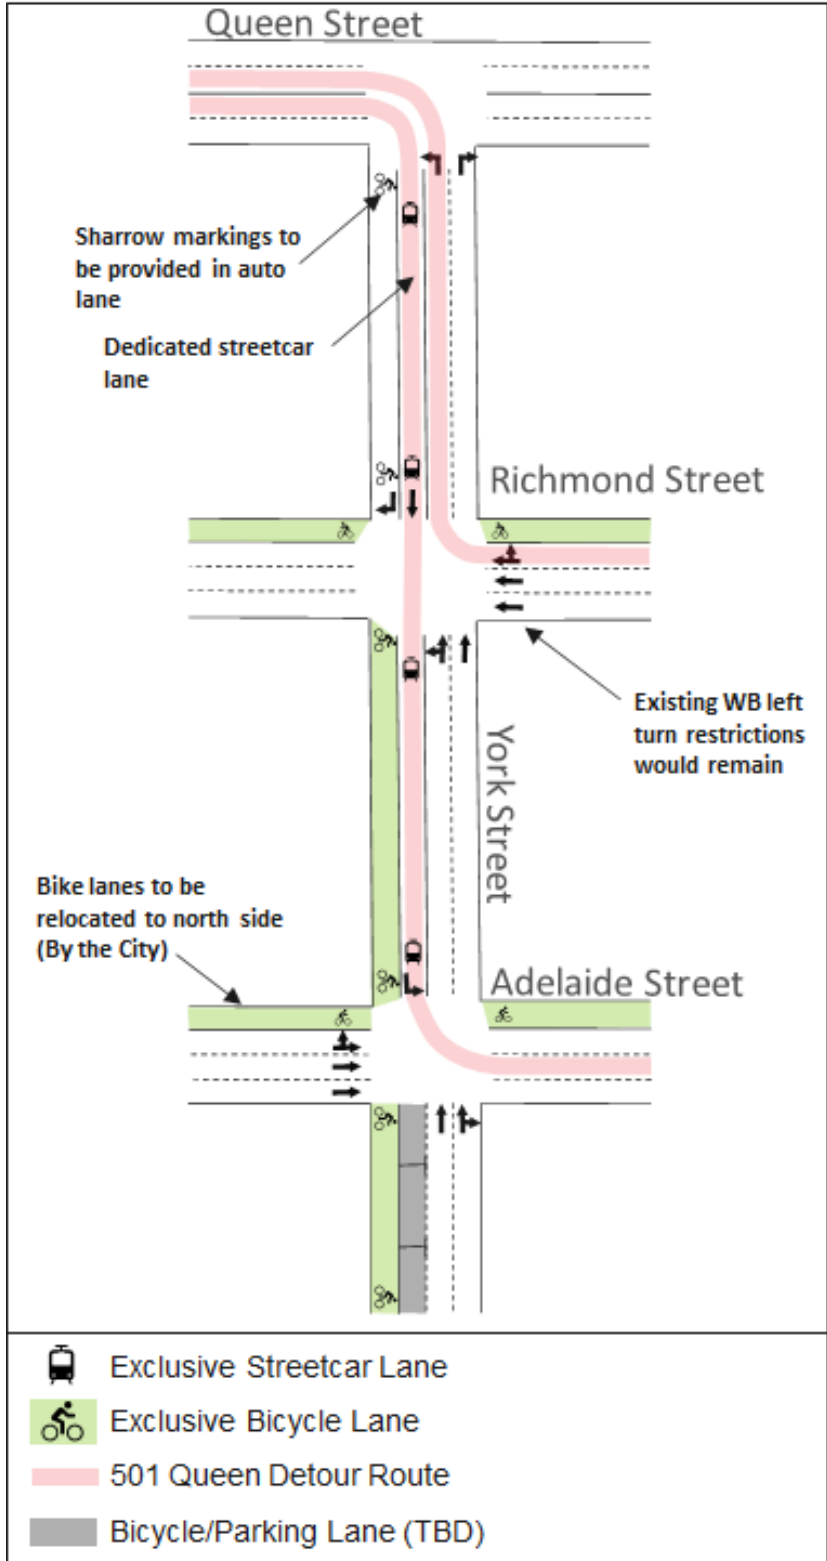 Queen Street
Sharrow markings to
be provided in auto
lane
Dedicated streetcar
lane
Richmond Street
Existing WB left
turn restrictions
would remain
York Street
Bike lanes to be
relocated to north side
(By the City)
Adelaide Street
Exclusive Streetcar Lane
Exclusive Bicycle Lane
501 Queen Detour Route
Bicycle/Parking Lane (TBD)